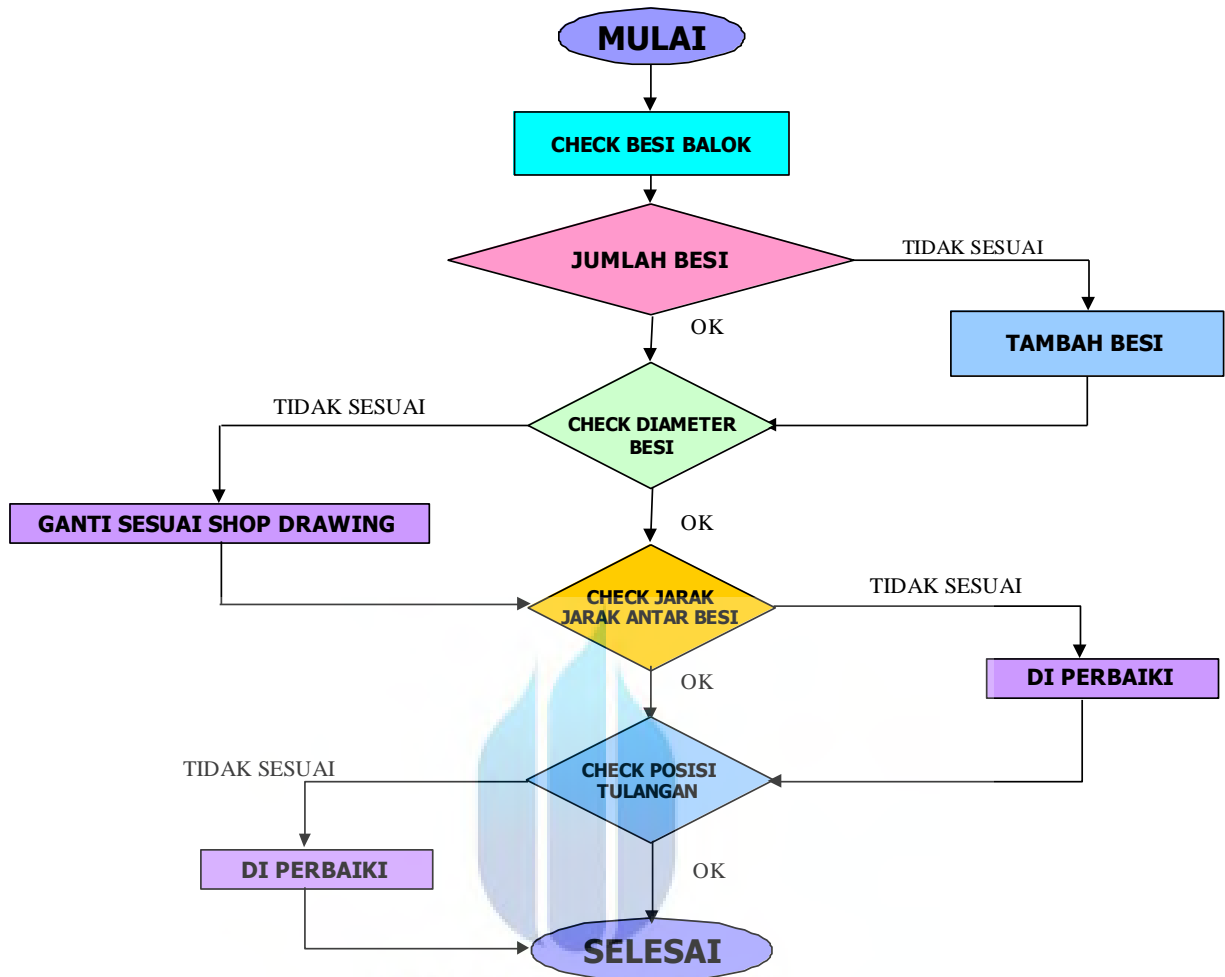 MULAI
CHECK BESI BALOK
JUMLAH BESI
TIDAK SESUAI
OK
TAMBAH BESI
TIDAK SESUAI
CHECK DIAMETER
BESI
GANTI SESUAI SHOP DRAWING
OK
CHECK JARAK
JARAK ANTAR BESI
TIDAK SESUAI
DI PERBAIKI
OK
TIDAK SESUAI
CHECK POSISI
TULANGAN
DI PERBAIKI
OK
SELESAI